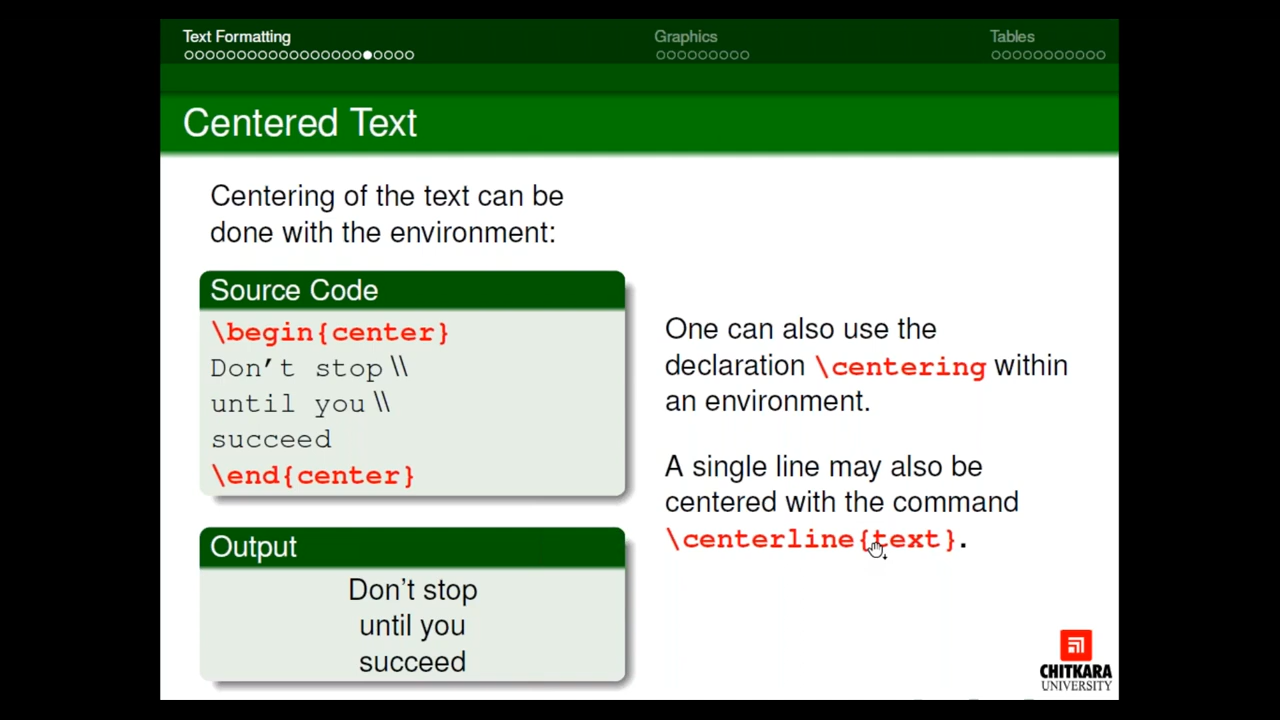 Text Formatting
Graphics
Tables
Centered Text
Centering of the text can be
done with the environment:
Source Code
\begin{center}
Don't stop\\
until you\\
succeed
\end{center}
Output
Don't stop
until you
succeed
One can also use the
declaration \centering within
an environment.
A single line may also be
centered with the command
\centerline{text}.
CHITKARA
UNIVERSITY